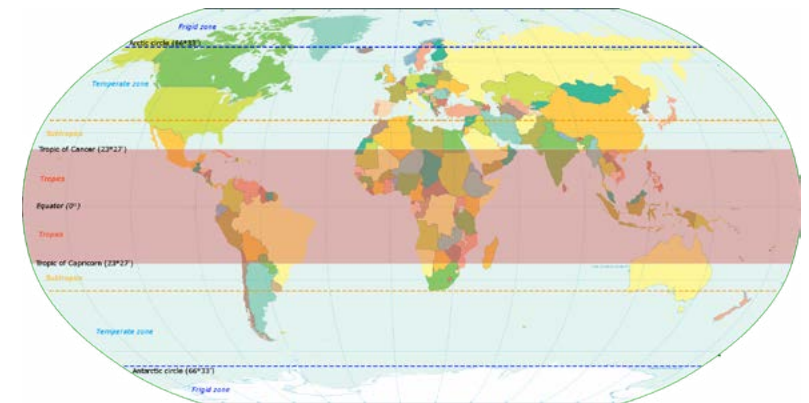 Frigid zone
Arctic circle (66°33')
Temperate zone
Subtropics
Tropic of Cancer (23°27')
Tropics
Equator (0°)
Tropics
Tropic of Capricorn (23°27')
Subtropics
Temperate zone
Antarctic circle (66°33')
Frigid zone